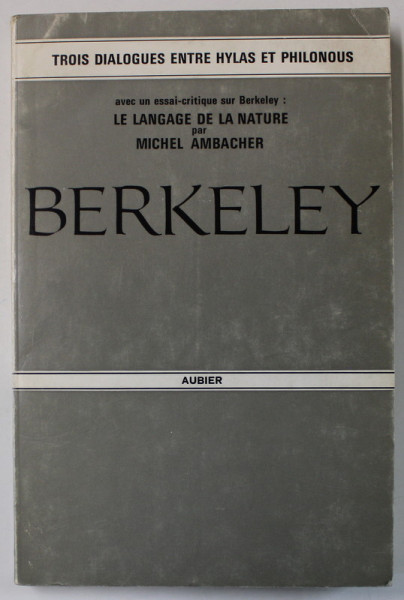 TROIS DIALOGUES ENTRE HYLAS ET PHILONOUS
avec un essai-critique sur Berkeley :
LE LANGAGE DE LA NATURE
par
MICHEL AMBACHER
BERKELEY
AUBIER